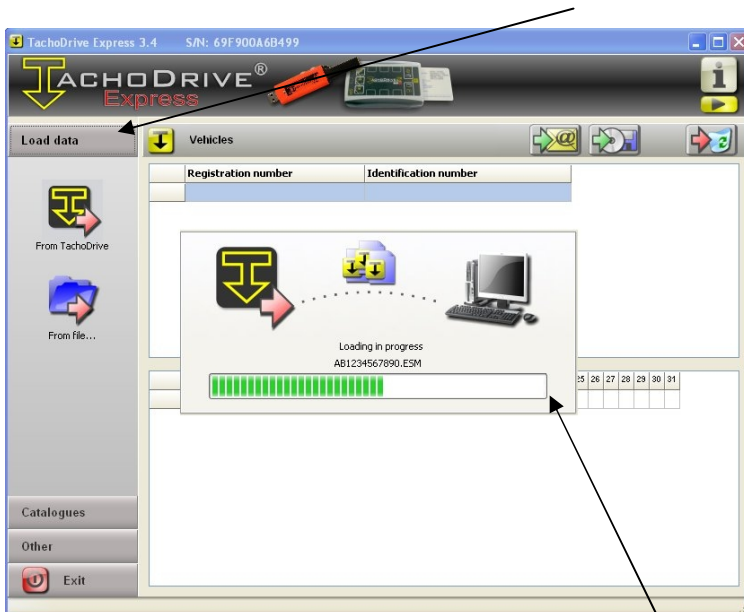 TachoDrive Express 3.4 S/N: 69F900A6B499
TACHODRIVE®
Express
Load data
Vehicles
Registration number Identification number
From TachoDrive
From file...
Loading in progress
AB1234567890.ESM
25 26 27 28 29 30 31
Catalogues
Other
Exit